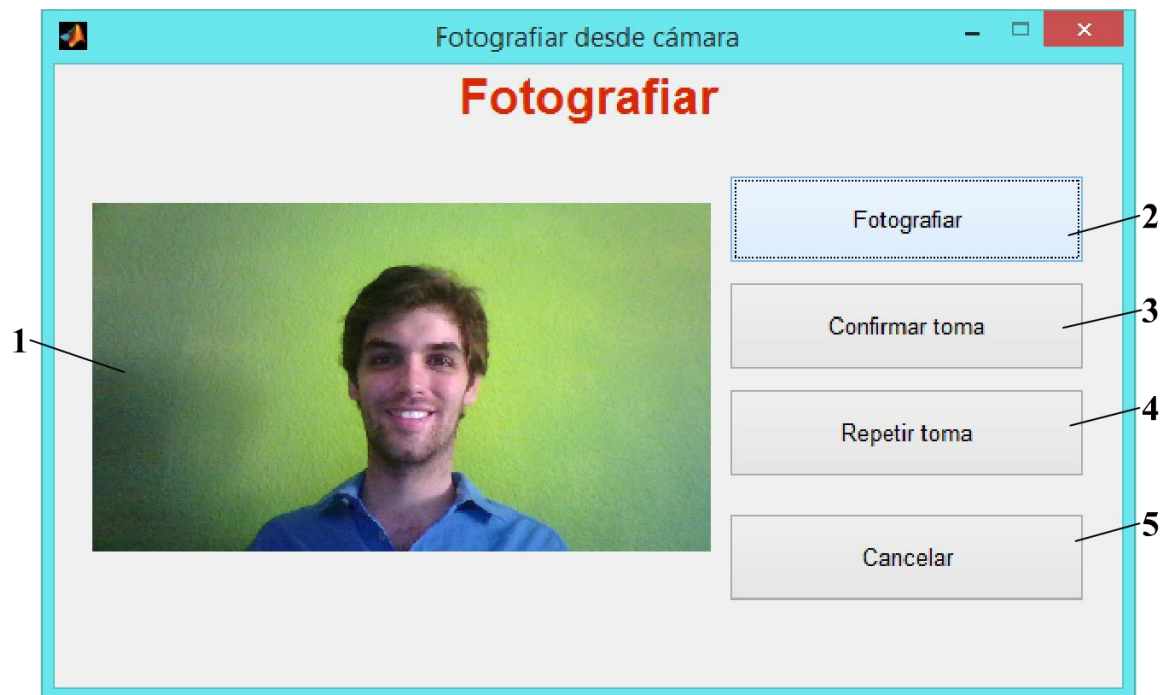 Fotografiar desde cámara
Fotografiar
Fotografiar
2
Confirmar toma
3
1
Repetir toma
4
Cancelar
5